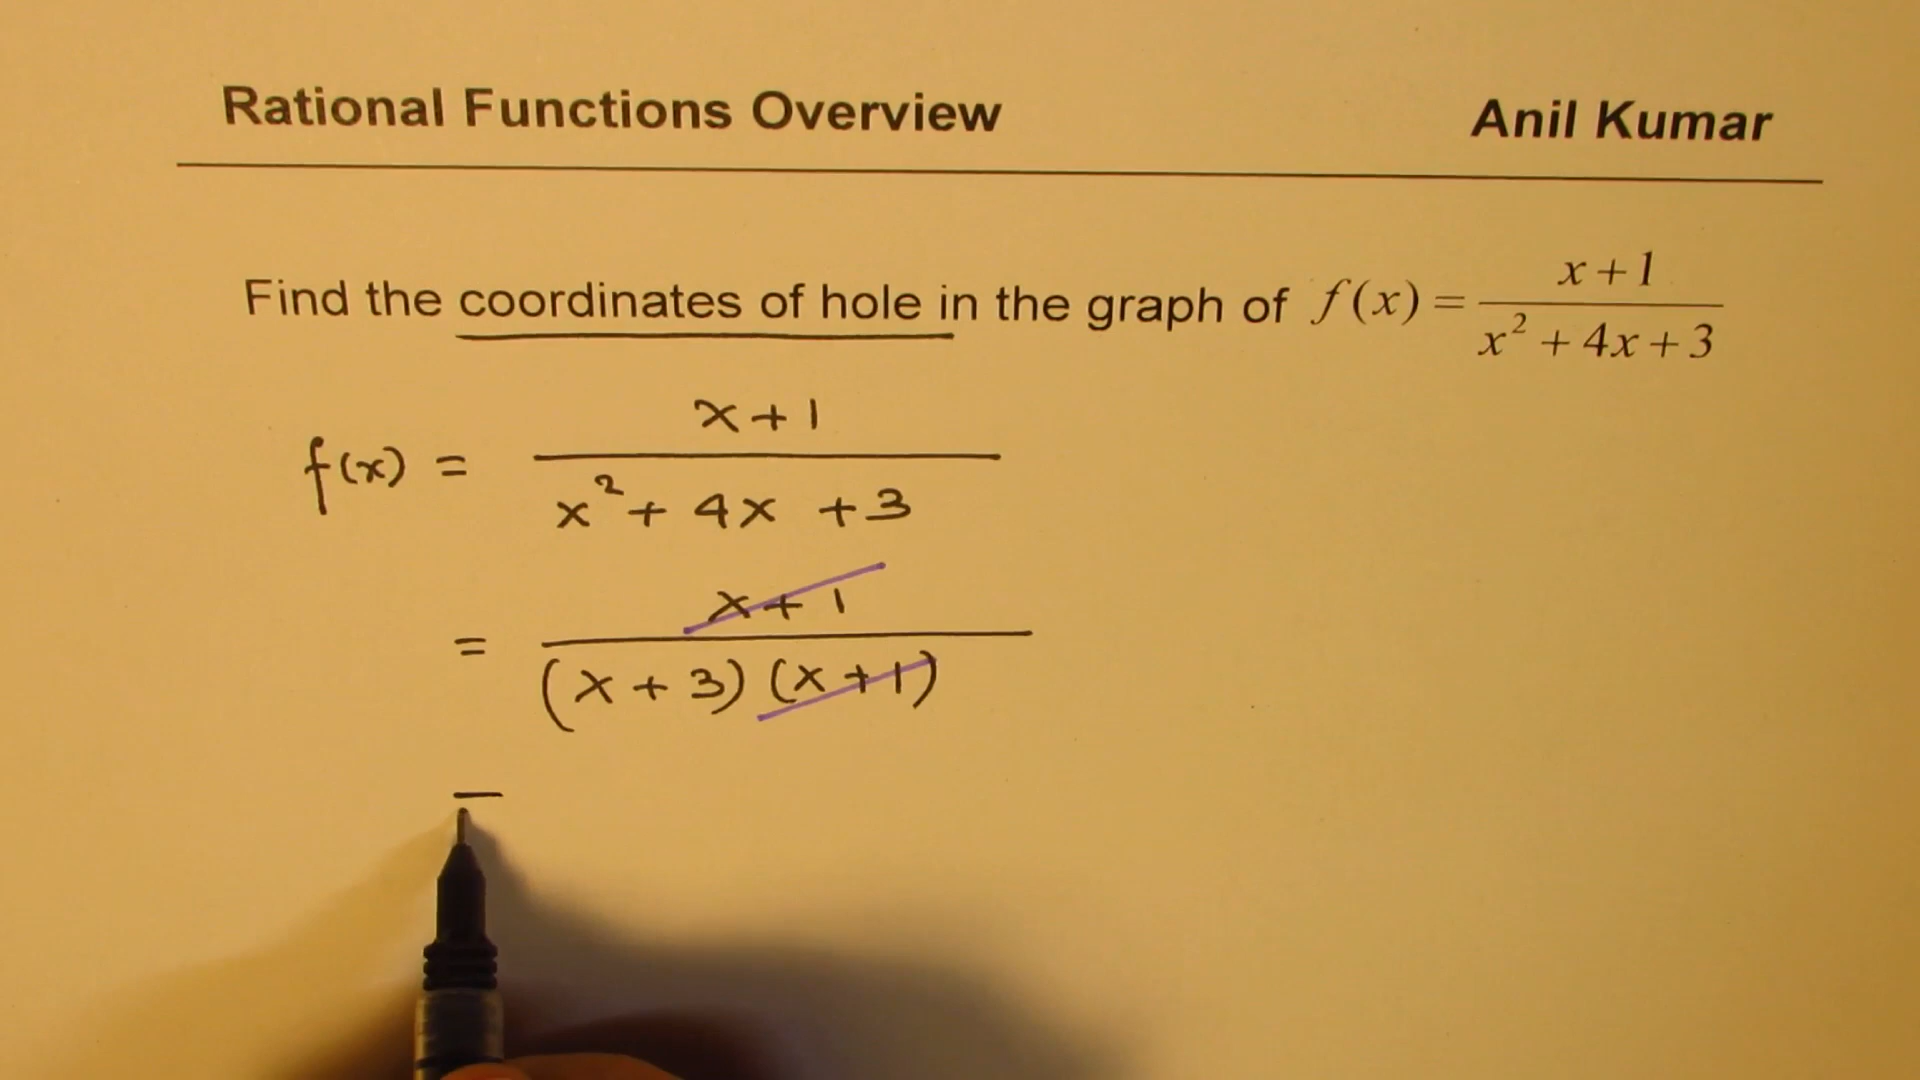 Rational Functions Overview Anil Kumar
Find the coordinates of hole in the graph of f(x) = x+1 / x² + 4x + 3
f(x) = x+1 / x² + 4x + 3
= x+1 / (x+3)(x+1)